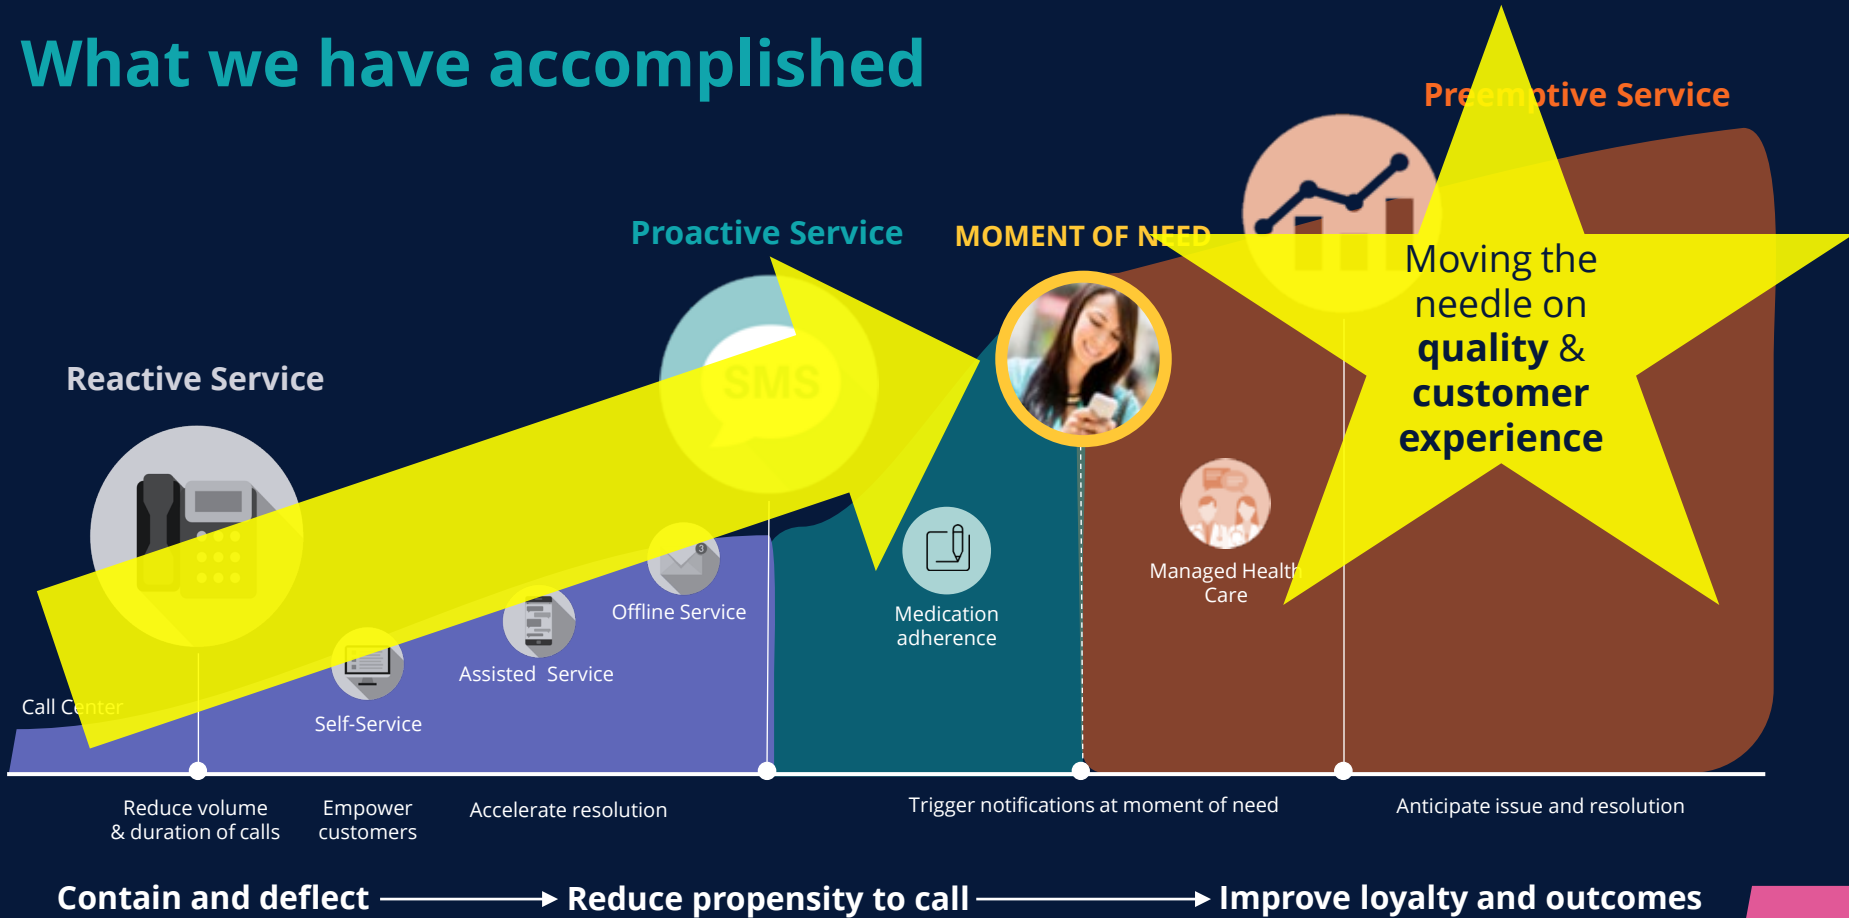 What we have accomplished
Preemptive Service
Proactive Service
MOMENT OF NEED
Reactive Service
SMS
Moving the
needle on
quality &
customer
experience
3
Offline Service
Medication
adherence
Managed Health
Care
Assisted Service
Call Center
Self-Service
Reduce volume
& duration of calls
Empower
customers
Accelerate resolution
Trigger notifications at moment of need
Anticipate issue and resolution
Contain and deflect
Reduce propensity to call
Improve loyalty and outcomes